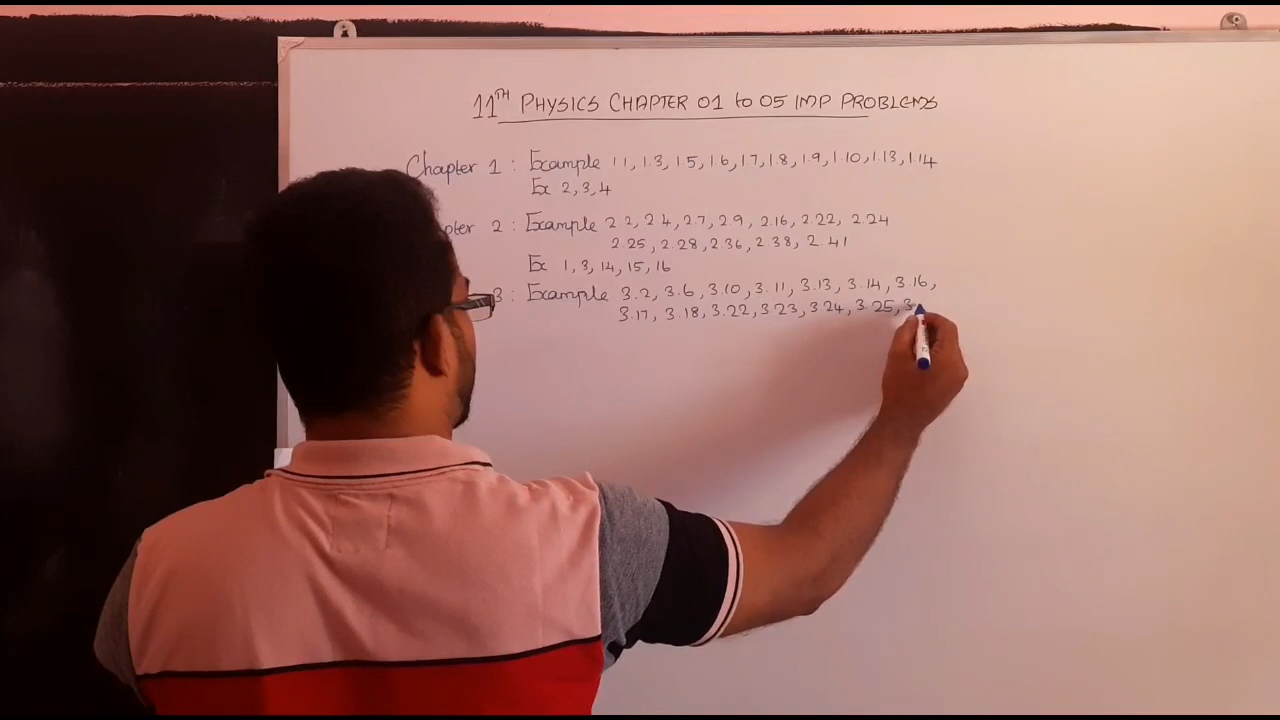 11TH PHYSICS CHAPTER 01 to 05 IMP PROBLEMS
Chapter 1 : Example 1 1, 1.3, 1 5, 1.6, 1 7, 1.8, 1.9, 1.10, 1.13, 1.14
Ex 2, 3, 4
pter 2 : Example 2 2, 2 4, 2.7, 2.9, 2.16, 2.22, 2.24
2.25, 2.28, 2.36, 2.38, 2.41
Ex 1, 3, 14, 15, 16
3 : Example 3.2, 3.6, 3.10, 3.11, 3.13, 3.14, 3.16,
3.17, 3.18, 3.22, 3 23, 3 24, 3.25, 3